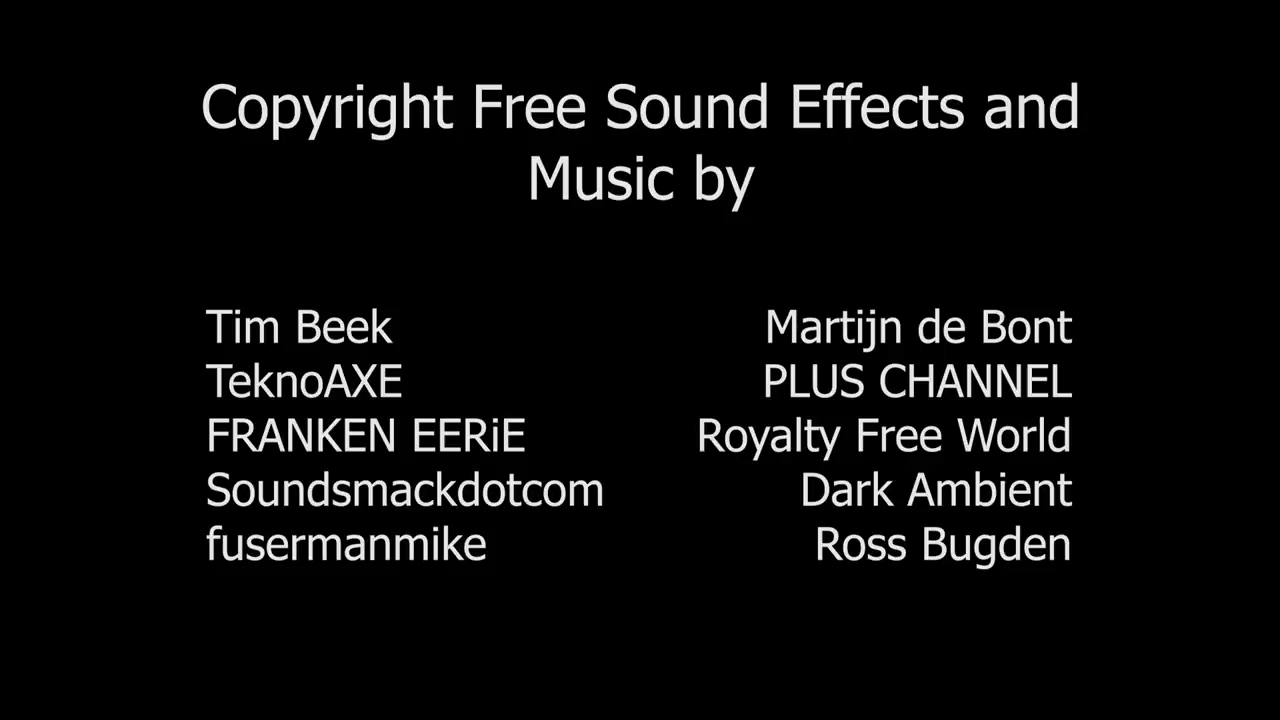 Copyright Free Sound Effects and
Music by
Tim Beek
TeknoAXE
FRANKEN EERiE
Soundsmackdotcom
fusermanmike
Martijn de Bont
PLUS CHANNEL
Royalty Free World
Dark Ambient
Ross Bugden